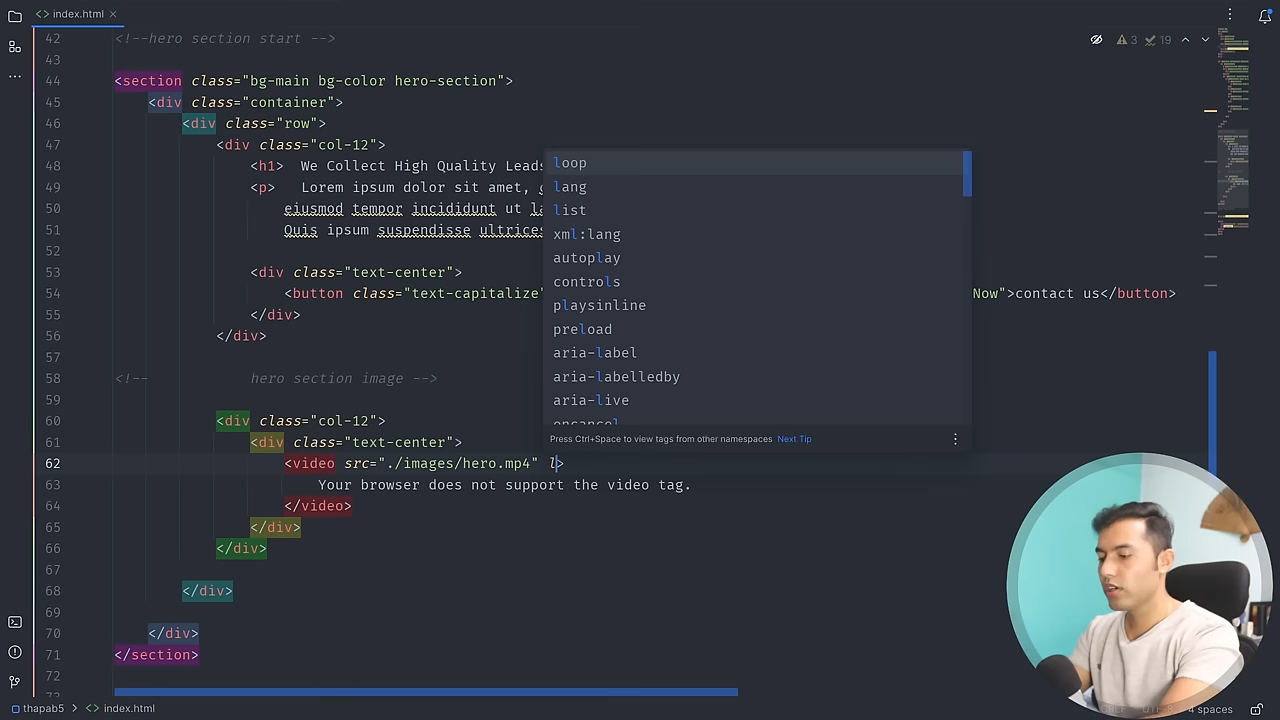 index.html
42 <!--hero section start -->
3 19
43
44 <section class="bg-main bg-color hero-section">
45 <div class="container">
46 <div class="row">
47 <div class="col-12">
48 <h1> We Collect High Quality Leads
49 <p> Lorem ipsum dolor sit amet,
50 eiusmod tempor incididunt ut la
51 Quis ipsum suspendisse ultrices
52
53 <div class="text-center">
54 <button class="text-capitalize" Now">contact us</button>
55 </div>
56 </div>
57
58 <!-- hero section image -->
59
60 <div class="col-12">
61 <div class="text-center">
62 <video src="./images/hero.mp4" l>
63 Your browser does not support the video tag.
64 </video>
65 </div>
66 </div>
67
68 </div>
69
70 </div>
71 </section>
72
73
loop
lang
list
xml:lang
autoplay
controls
playsinline
preload
aria-label
aria-labelledby
aria-live
oncancel
Press Ctrl+Space to view tags from other namespaces Next Tip
thapab5 > index.html
CRLF UTF-8 4 spaces